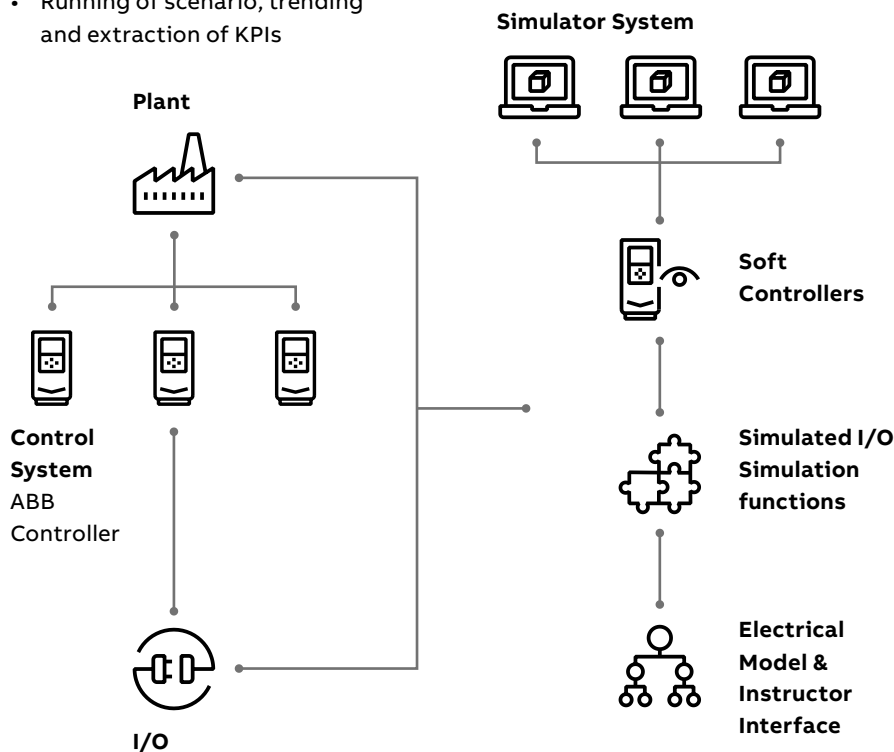 • Running of scenario, trending
and extraction of KPIs
Simulator System
Plant
Soft
Controllers
Control
System
ABB
Controller
Simulated I/O
Simulation
functions
I/O
Electrical
Model &
Instructor
Interface